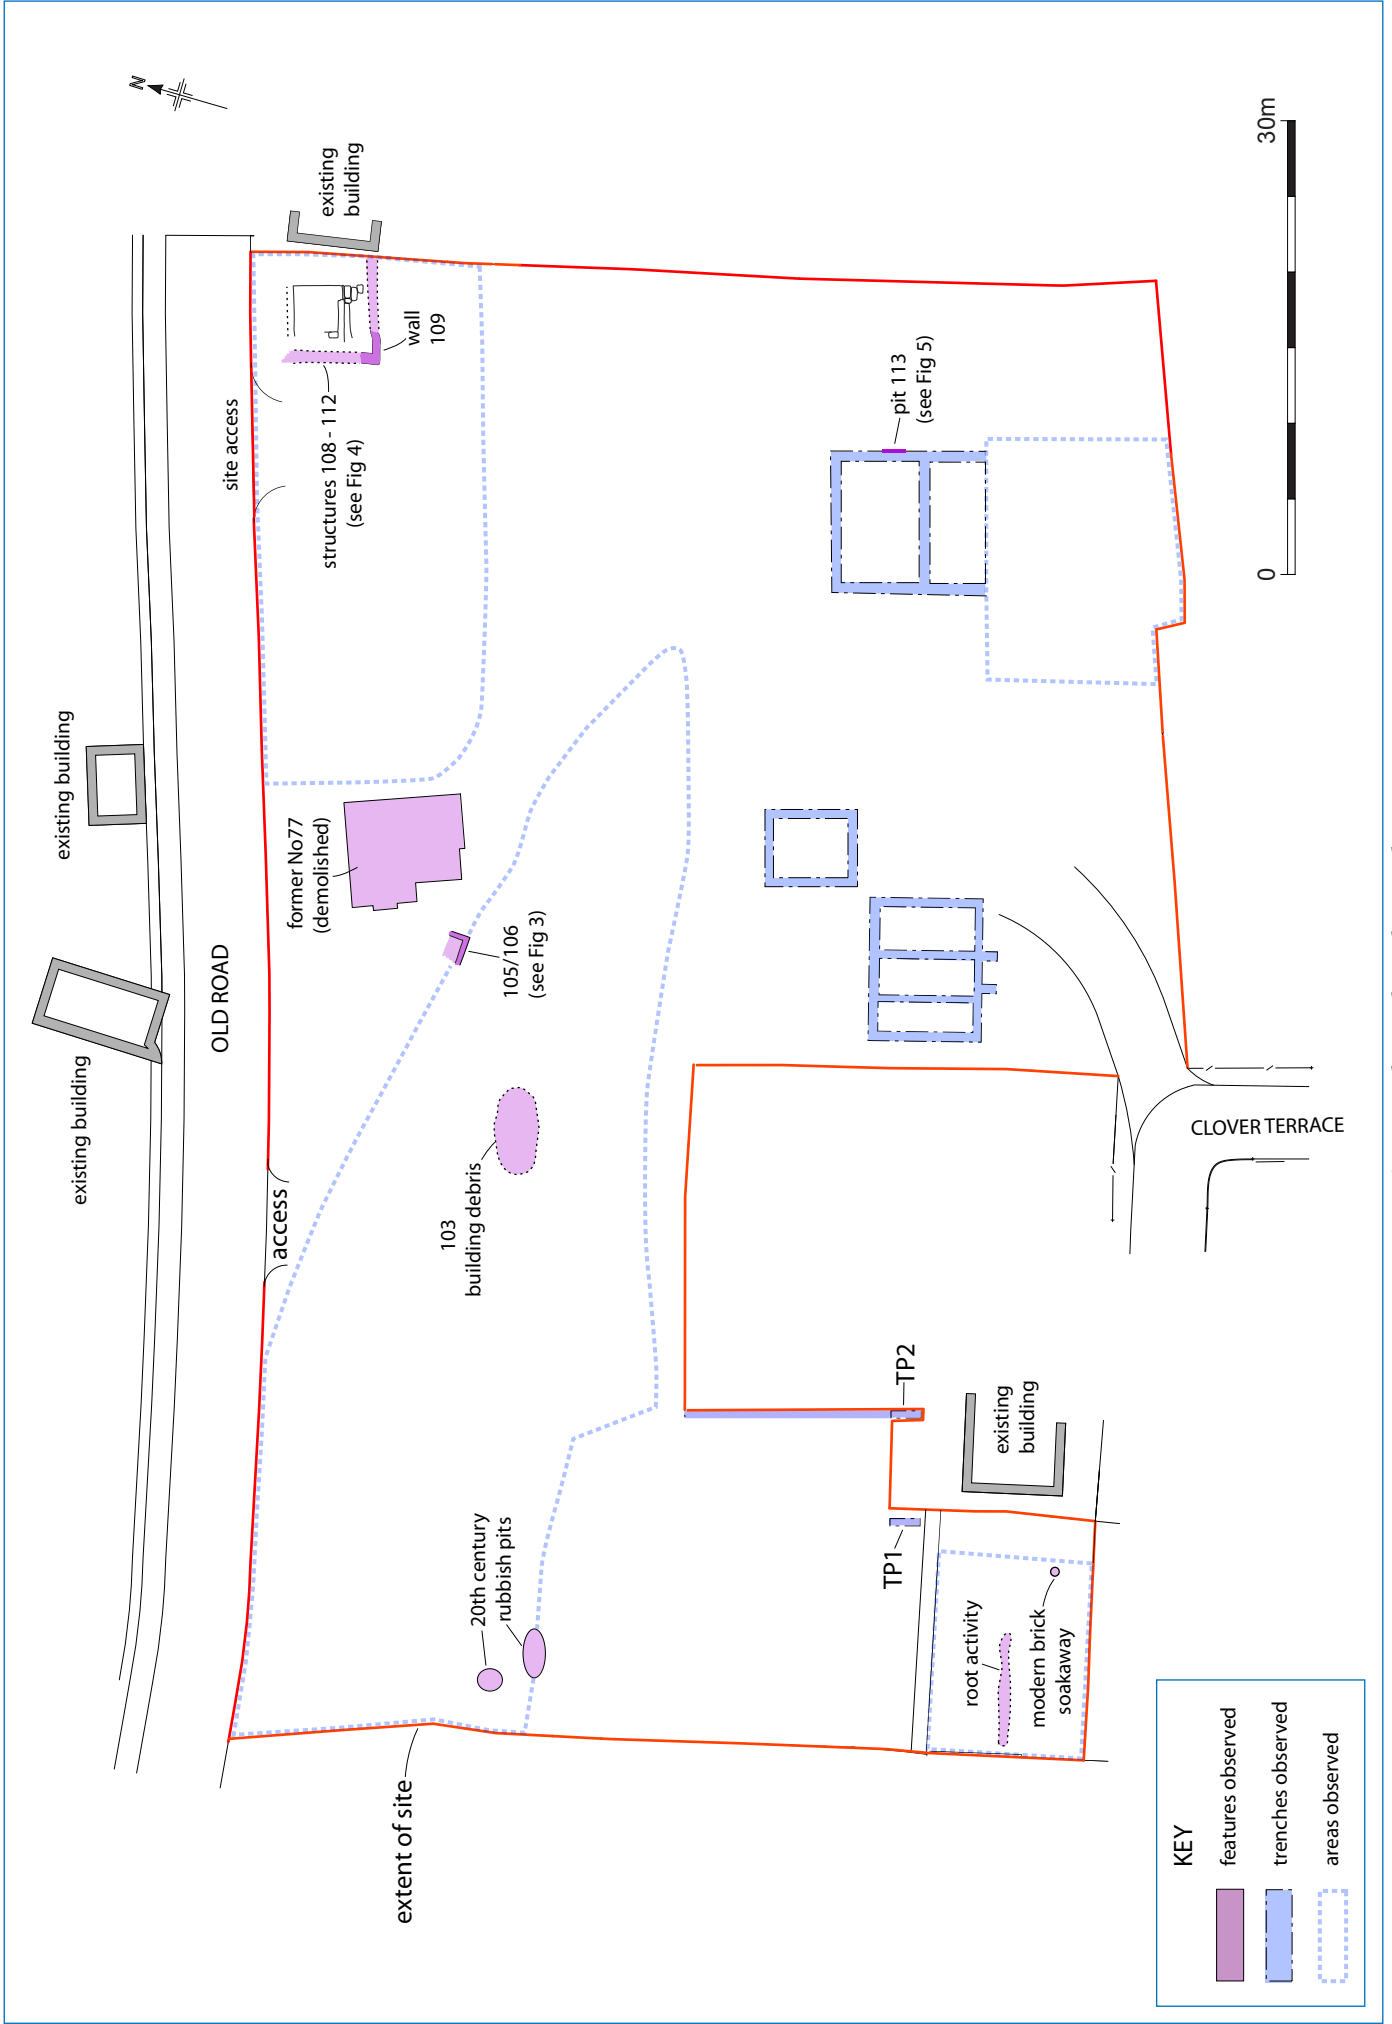 N
existing building
existing building
OLD ROAD
access
site access
existing
building
former No77
(demolished)
structures 108 - 112
(see Fig 4)
wall
109
105/106
(see Fig 3)
103
building debris
20th century
rubbish pits
extent of site
pit 113
(see Fig 5)
TP1
TP2
existing
building
root activity
modern brick
soakaway
CLOVER TERRACE
0
30m
KEY
features observed
trenches observed
areas observed